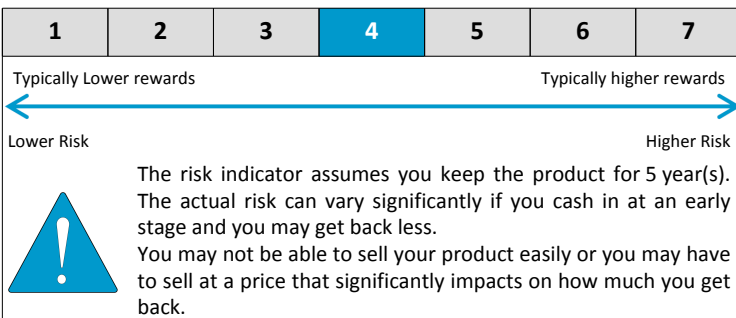 1 2 3 4 5 6 7
Typically Lower rewards Typically higher rewards
Lower Risk Higher Risk
The risk indicator assumes you keep the product for 5 year(s).
The actual risk can vary significantly if you cash in at an early
stage and you may get back less.
You may not be able to sell your product easily or you may have
to sell at a price that significantly impacts on how much you get
back.